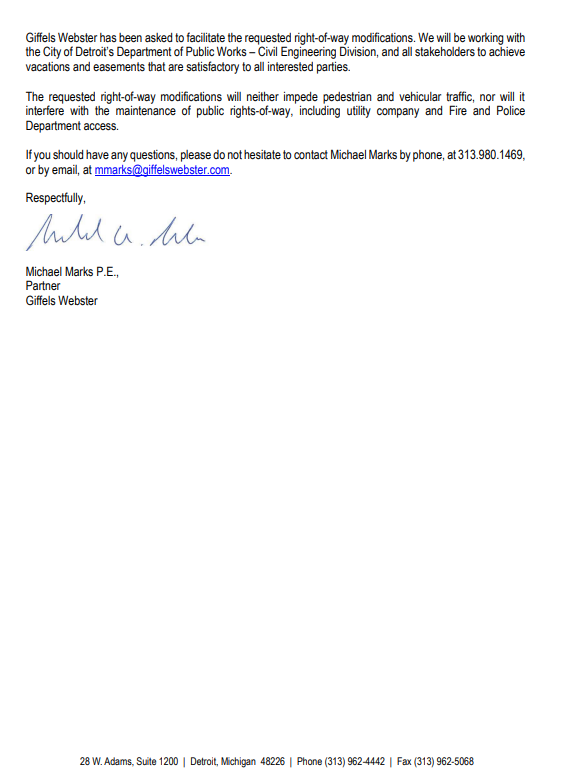 Giffels Webster has been asked to facilitate the requested right-of-way modifications. We will be working with
the City of Detroit's Department of Public Works – Civil Engineering Division, and all stakeholders to achieve
vacations and easements that are satisfactory to all interested parties.
The requested right-of-way modifications will neither impede pedestrian and vehicular traffic, nor will it
interfere with the maintenance of public rights-of-way, including utility company and Fire and Police
Department access.
If you should have any questions, please do not hesitate to contact Michael Marks by phone, at 313.980.1469,
or by email, at mmarks@giffelswebster.com.
Respectfully,
Michael Marks P.E.,
Partner
Giffels Webster
28 W. Adams, Suite 1200 | Detroit, Michigan 48226 | Phone (313) 962-4442 | Fax (313) 962-5068